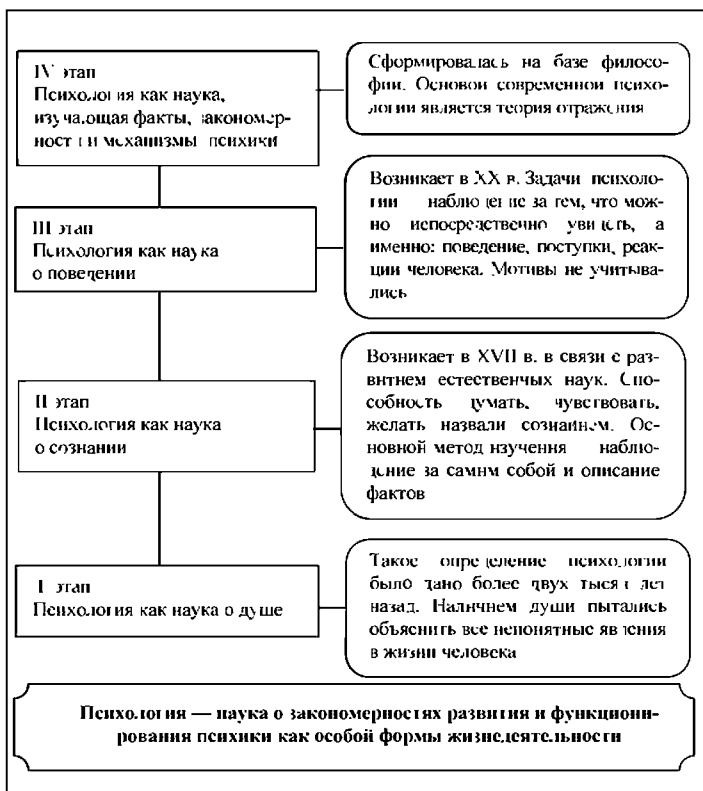 IV этап
Психология как наука,
изучающая факты, закономер-
ности и механизмы психики
Сформировалась на базе филосо-
фии. Основой современной психо-
логии является теория отражения
III этап
Психология как наука
о поведении
Возникает в XX в. Задачи психоло-
гии наблюдение за тем, что мож-
но непосредственно увидеть, а
именно: поведение, поступки, реак-
ции человека. Мотивы не учитыва-
лись
II этап
Психология как наука
о сознании
Возникает в XVII в. в связи с раз-
витием естественных наук. Спо-
собность думать, чувствовать,
желать назвали сознанием. Ос-
новной метод изучения наблю-
дение за самим собой и описание
фактов
I этап
Психология как наука о душе
Такое определение психологии
было дано более двух тысяч лет
назад. Наличием души пытались
объяснить все непонятные явления
в жизни человека
Психология — наука о закономерностях развития и функциони-
рования психики как особой формы жизнедеятельности